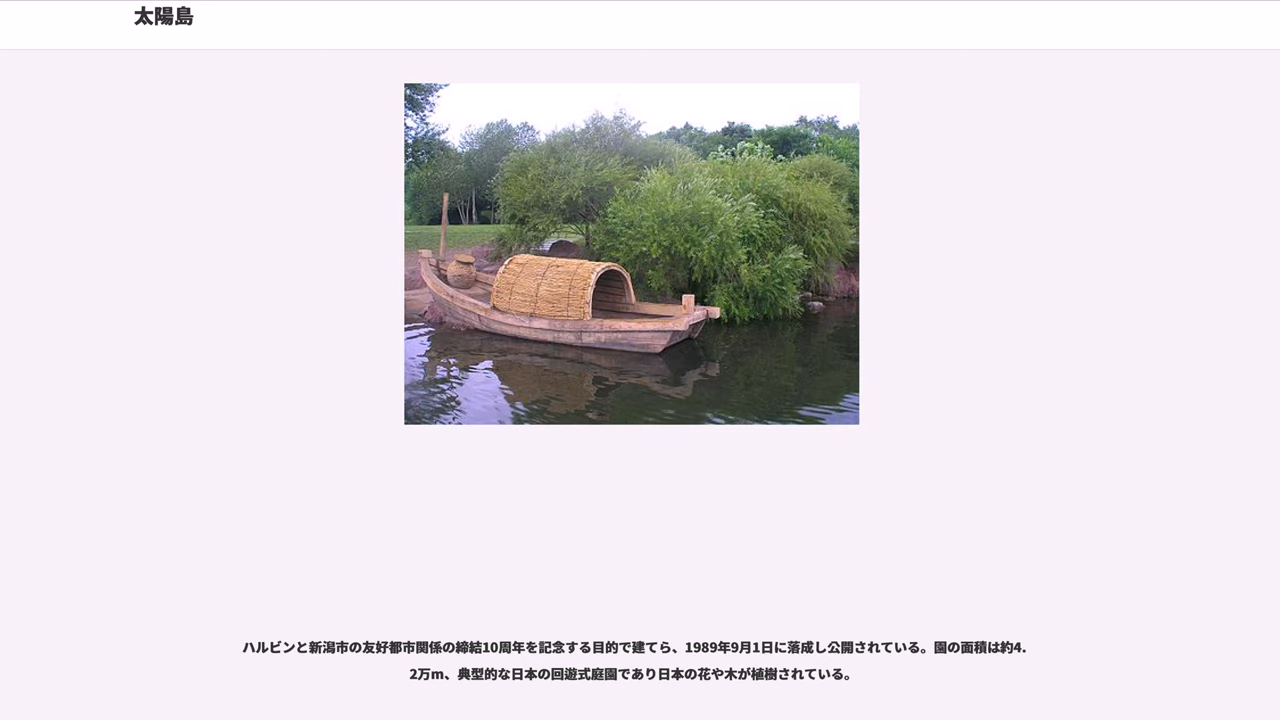 太陽島
ハルビンと新潟市の友好都市関係の締結10周年を記念する目的で建てら、1989年9月1日に落成し公開されている。園の面積は約4.
2万m、典型的な日本の回遊式庭園であり日本の花や木が植樹されている。